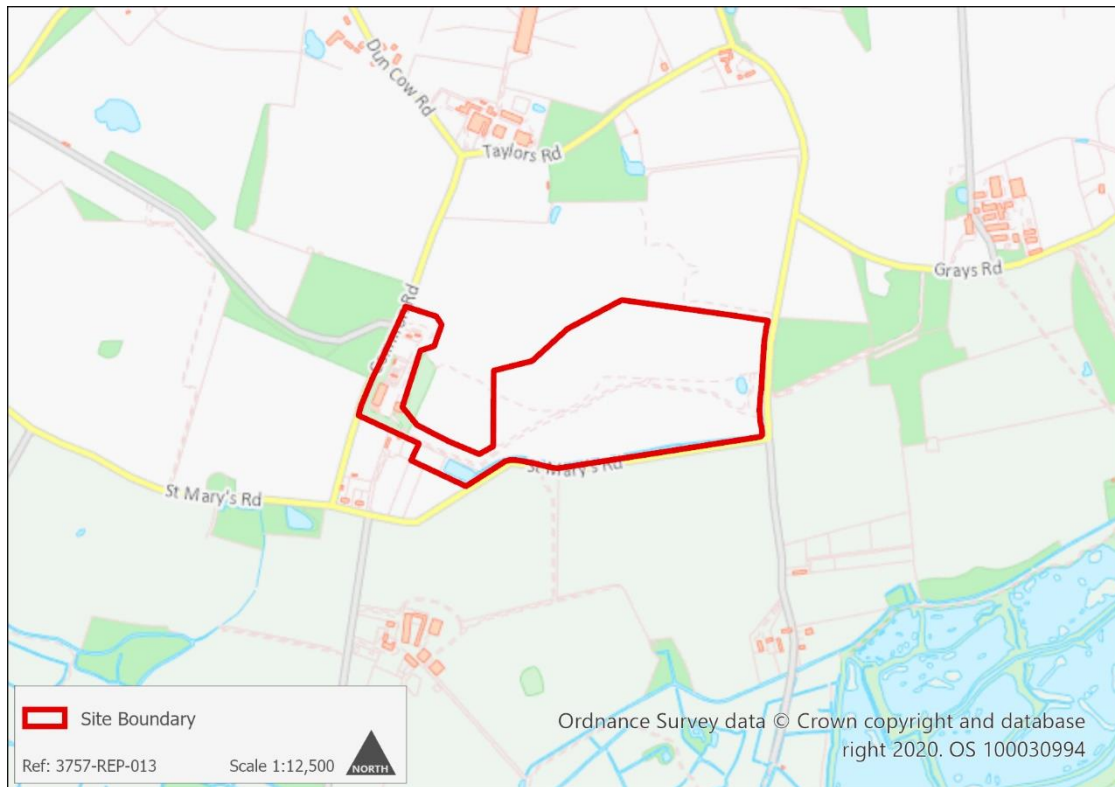 Dun Cow Rd
Taylors Rd
Grays Rd
Rd
St Mary's Rd
St Mary's Rd
Site Boundary
Ref: 3757-REP-013
Scale 1:12,500
NORTH
Ordnance Survey data © Crown copyright and database
right 2020. OS 100030994